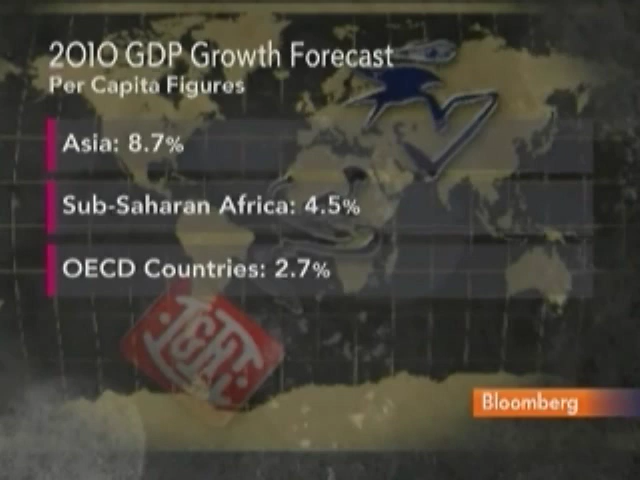 2010 GDP Growth Forecast
Per Capita Figures
Asia: 8.7%
Sub-Saharan Africa: 4.5%
OECD Countries: 2.7%
Bloomberg